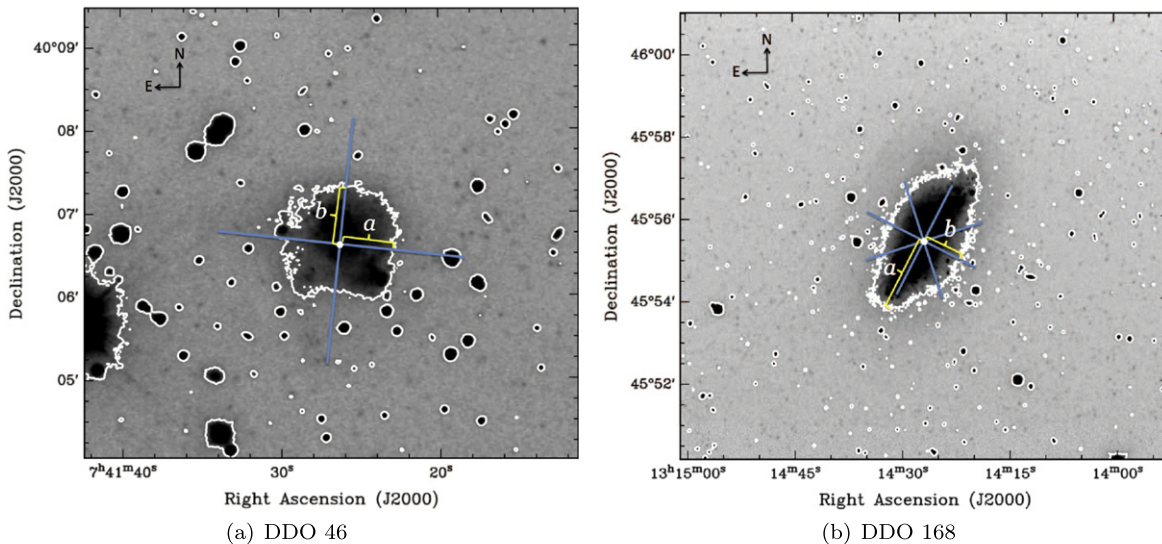 40°09′
08′
07′
06′
05′
Declination (J2000)
N
E
b
a
7ʰ41ᵐ40ˢ
30ˢ
20ˢ
Right Ascension (J2000)
(a) DDO 46
46°00′
45°58′
45°56′
45°54′
45°52′
Declination (J2000)
N
E
b
a
13ʰ15ᵐ00ˢ
14ᵐ45ˢ
14ᵐ30ˢ
14ᵐ15ˢ
14ᵐ00ˢ
Right Ascension (J2000)
(b) DDO 168